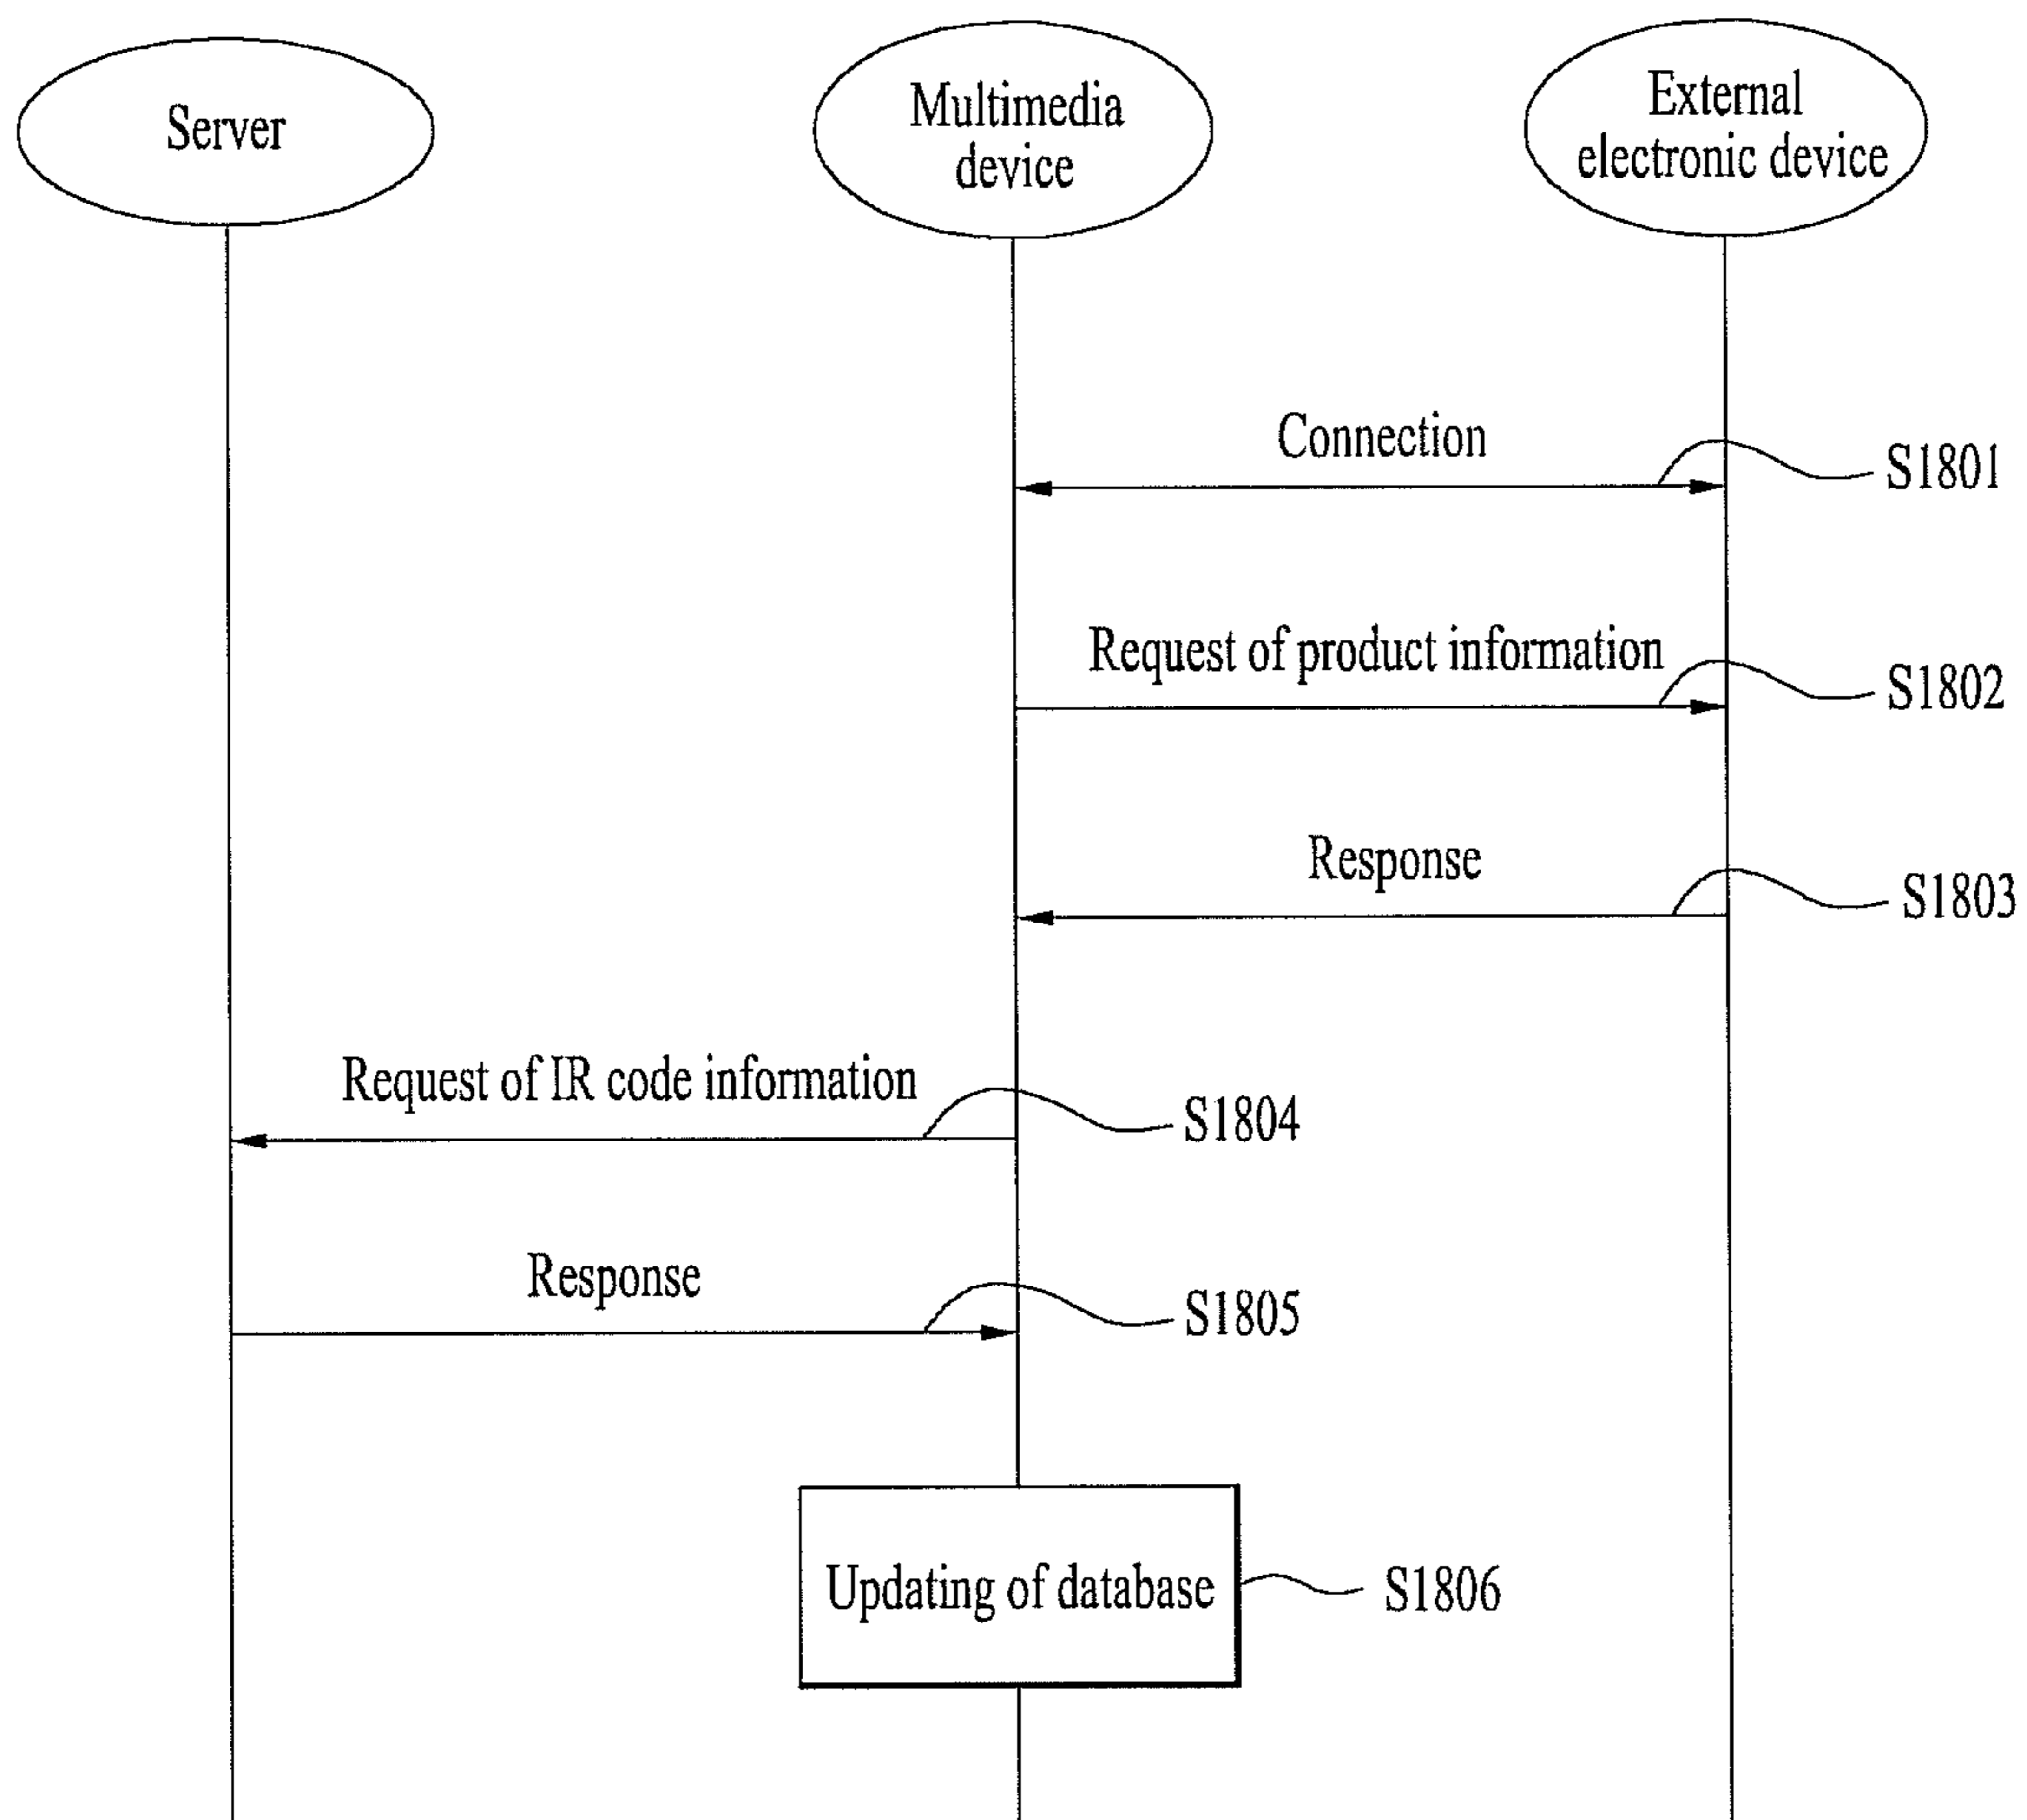 Server
Multimedia
device
External
electronic device
Connection
S1801
Request of product information
S1802
Response
S1803
Request of IR code information
S1804
Response
S1805
Updating of database
S1806